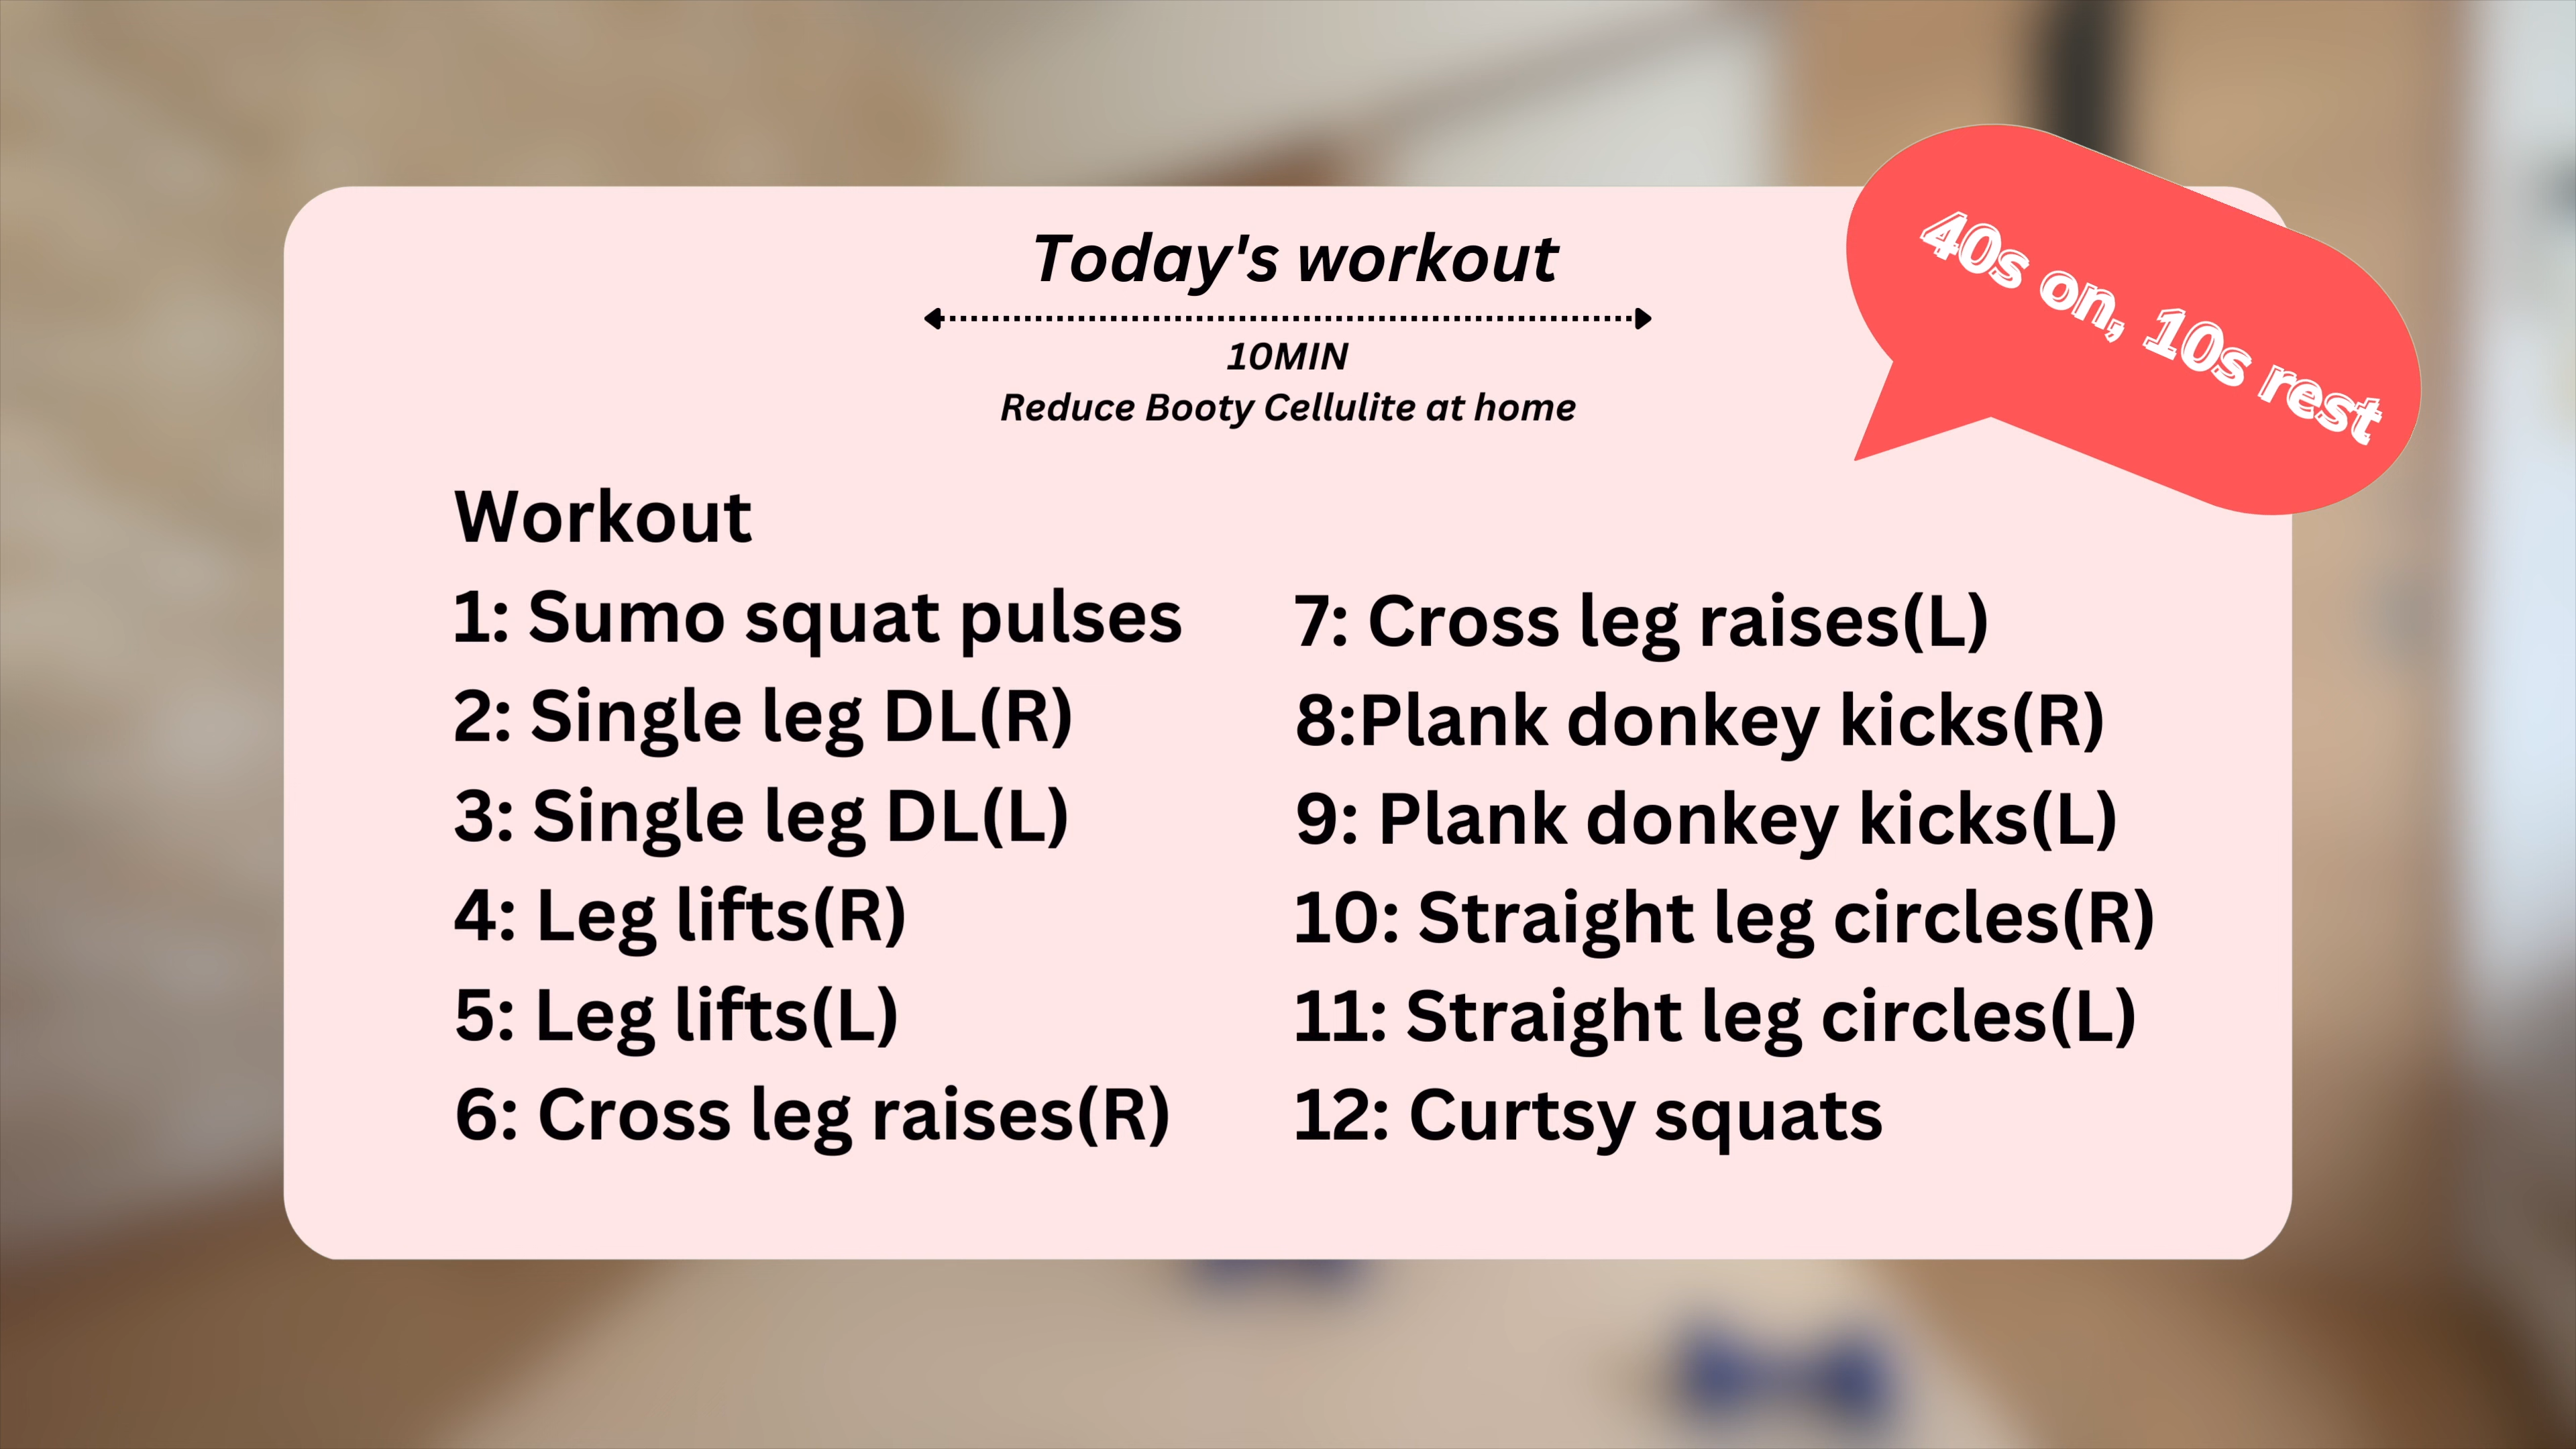 Today's workout
10MIN
Reduce Booty Cellulite at home
40s on, 10s rest
Workout
1: Sumo squat pulses
2: Single leg DL(R)
3: Single leg DL(L)
4: Leg lifts(R)
5: Leg lifts(L)
6: Cross leg raises(R)
7: Cross leg raises(L)
8:Plank donkey kicks(R)
9: Plank donkey kicks(L)
10: Straight leg circles(R)
11: Straight leg circles(L)
12: Curtsy squats